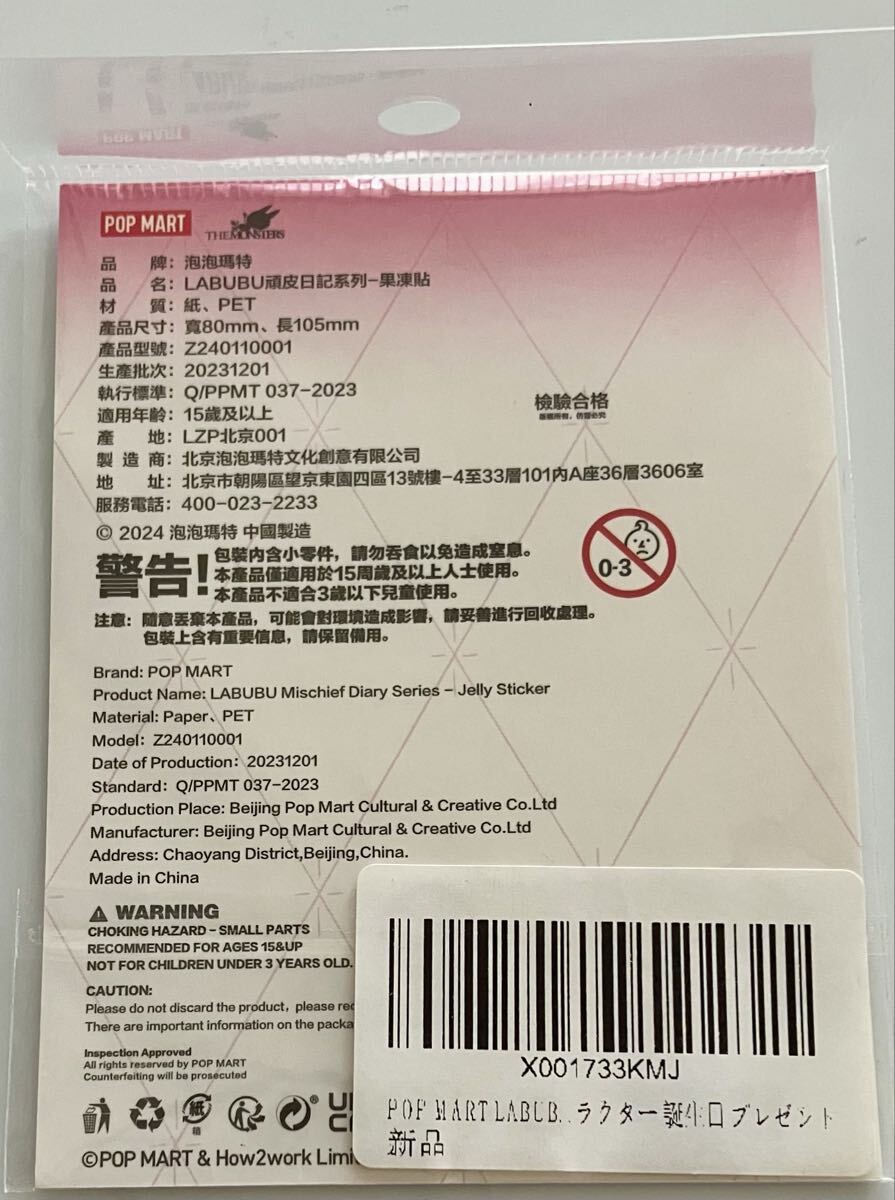 POP MART THE MONSTERS
品 牌：泡泡瑪特
品 名：LABUBU頑皮日記系列-果凍貼
材 質：紙、PET
產品尺寸：寬80mm、長105mm
產品型號：Z240110001
生產批次：20231201
執行標準：Q/PPMT 037-2023
適用年齡：15歲及以上
產 地：LZP北京001
檢驗合格
版權所有，仿冒必究
製 造 商：北京泡泡瑪特文化創意有限公司
地 址：北京市朝陽區望京東園四區13號樓-4至33層101內A座36層3606室
服務電話：400-023-2233
© 2024 泡泡瑪特 中國製造
警告！
包裝內含小零件，請勿吞食以免造成窒息。
本產品僅適用於15周歲及以上人士使用。
本產品不適合3歲以下兒童使用。
0-3
注意：隨意丟棄本產品，可能會對環境造成影響，請妥善進行回收處理。
包裝上含有重要信息，請保留備用。
Brand: POP MART
Product Name: LABUBU Mischief Diary Series - Jelly Sticker
Material: Paper、PET
Model: Z240110001
Date of Production: 20231201
Standard: Q/PPMT 037-2023
Production Place: Beijing Pop Mart Cultural & Creative Co.Ltd
Manufacturer: Beijing Pop Mart Cultural & Creative Co.Ltd
Address: Chaoyang District,Beijing,China.
Made in China
WARNING
CHOKING HAZARD - SMALL PARTS
RECOMMENDED FOR AGES 15&UP
NOT FOR CHILDREN UNDER 3 YEARS OLD.
CAUTION:
Please do not discard the product, please
There are important information on the
Inspection Approved
All rights reserved by POP MART
Counterfeiting will be prosecuted
紙
箱
©POP MART & How2work
X001733KMJ
POP MART LABUB...ラクター誕生日プレゼント
新品